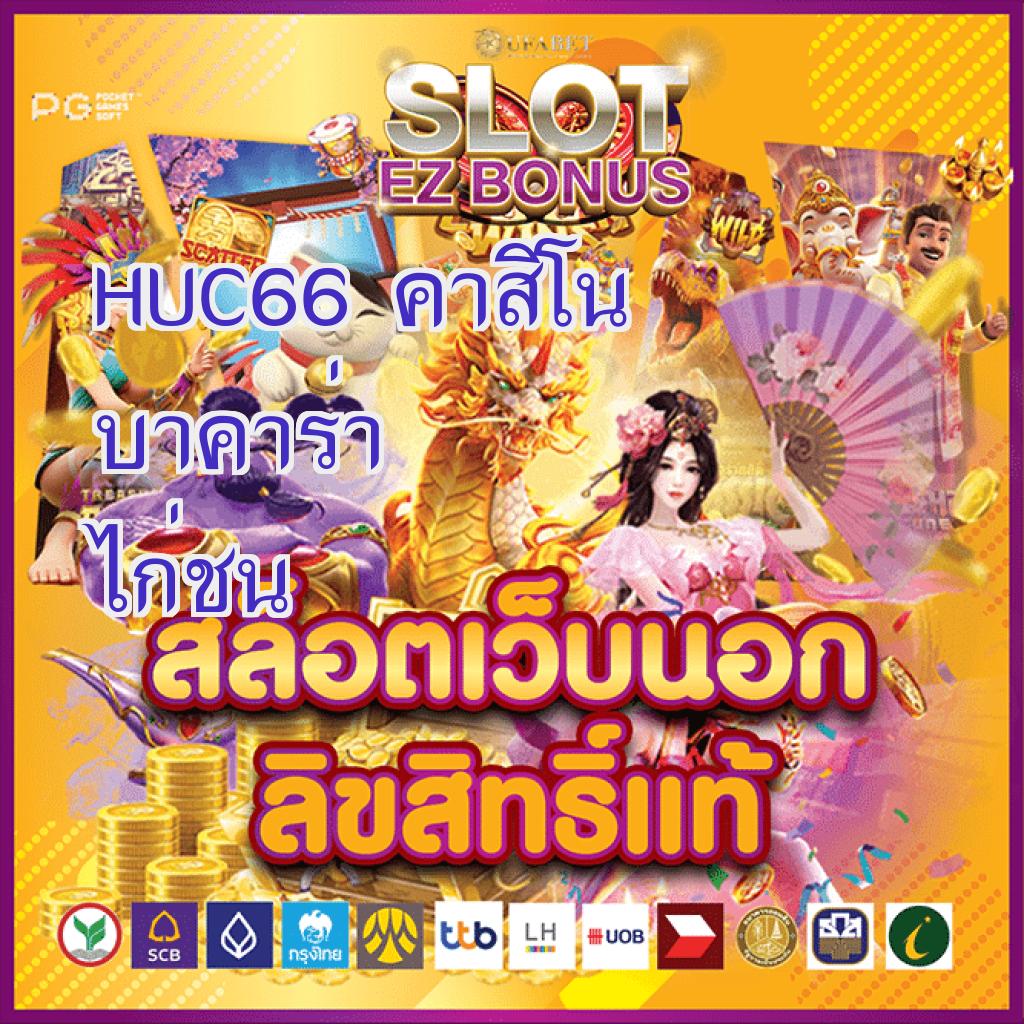 UFABET
PG POCKET GAMES SOFT
SLOT
EZ BONUS
SCATTER
WILD
HUC66 คาสิโน
บาคาร่า
ไก่ชน
สล็อตเว็บนอก
ลิขสิทธิ์แท้
SCB
กรุงไทย
ttb
LH
UOB